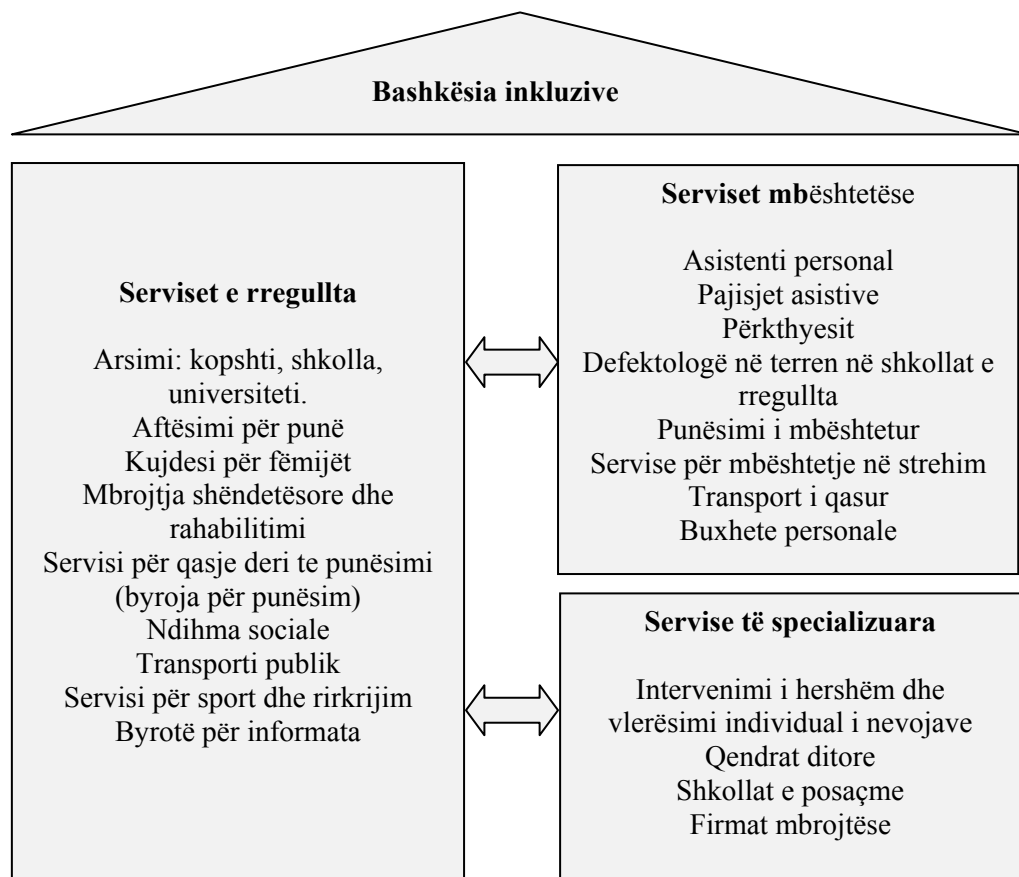 Bashkësia inkluzive
Serviset e rregullta
Arsimi: kopshti, shkolla,
universiteti.
Aftësimi për punë
Kujdesi për fëmijët
Mbrojtja shëndetësore dhe
rahabilitimi
Servisi për qasje deri te punësimi
(byroja për punësim)
Ndihma sociale
Transporti publik
Servisi për sport dhe rirkrijim
Byrotë për informata
Serviset mbështetëse
Asistenti personal
Pajisjet asistive
Përkthyesit
Defektologë në terren në shkollat e
rregullta
Punësimi i mbështetur
Servise për mbështetje në strehim
Transport i qasur
Buxhete personale
Servise të specializuara
Intervenimi i hershëm dhe
vlerësimi individual i nevojave
Qendrat ditore
Shkollat e posaçme
Firmat mbrojtëse